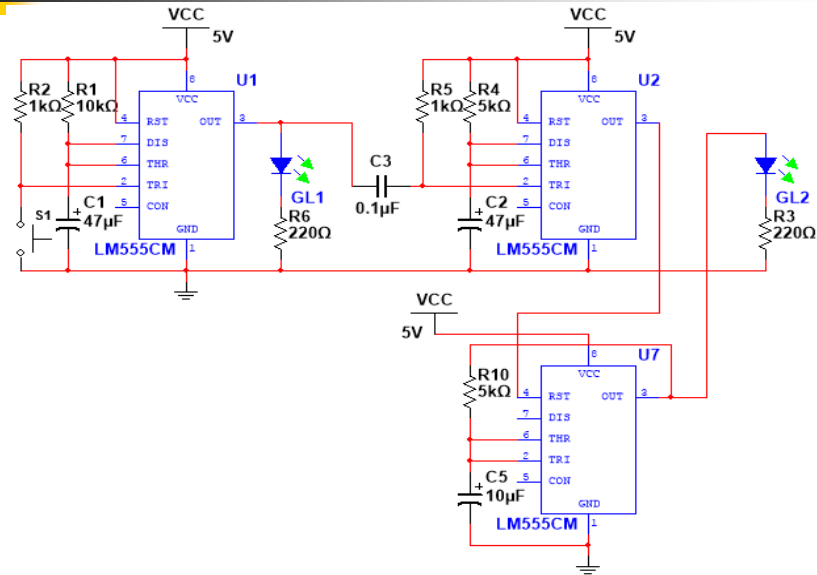 VCC
5V
VCC
5V
R2
1kΩ
R1
10kΩ
U1
8
VCC
4
RST
OUT
3
7
DIS
6
THR
2
TRI
5
CON
GND
1
LM555CM
S1
C1
+
47µF
GL1
R6
220Ω
C3
0.1µF
R5
1kΩ
R4
5kΩ
U2
8
VCC
4
RST
OUT
3
7
DIS
6
THR
2
TRI
5
CON
GND
1
LM555CM
C2
+
47µF
GL2
R3
220Ω
VCC
5V
U7
8
VCC
R10
5kΩ
4
RST
OUT
3
7
DIS
6
THR
2
TRI
5
CON
GND
1
C5
+
10µF
LM555CM